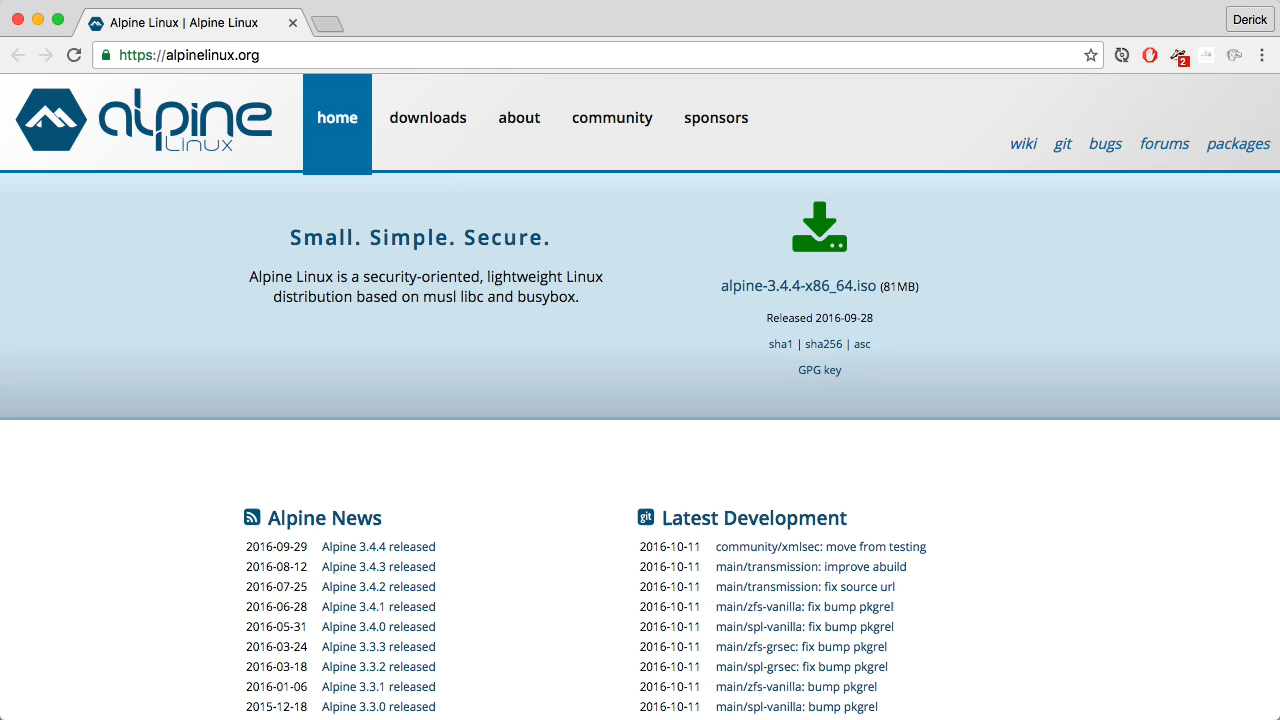 Alpine Linux | Alpine Linux
Derick
https://alpinelinux.org
2
alpine
Linux
home downloads about community sponsors
wiki git bugs forums packages
Small. Simple. Secure.
Alpine Linux is a security-oriented, lightweight Linux
distribution based on musl libc and busybox.
alpine-3.4.4-x86_64.iso (81MB)
Released 2016-09-28
sha1 | sha256 | asc
GPG key
Alpine News
2016-09-29 Alpine 3.4.4 released
2016-08-12 Alpine 3.4.3 released
2016-07-25 Alpine 3.4.2 released
2016-06-28 Alpine 3.4.1 released
2016-05-31 Alpine 3.4.0 released
2016-03-24 Alpine 3.3.3 released
2016-03-18 Alpine 3.3.2 released
2016-01-06 Alpine 3.3.1 released
2015-12-18 Alpine 3.3.0 released
git Latest Development
2016-10-11 community/xmlsec: move from testing
2016-10-11 main/transmission: improve abuild
2016-10-11 main/transmission: fix source url
2016-10-11 main/zfs-vanilla: fix bump pkgrel
2016-10-11 main/spl-vanilla: fix bump pkgrel
2016-10-11 main/zfs-grsec: fix bump pkgrel
2016-10-11 main/spl-grsec: fix bump pkgrel
2016-10-11 main/zfs-vanilla: bump pkgrel
2016-10-11 main/spl-vanilla: bump pkgrel